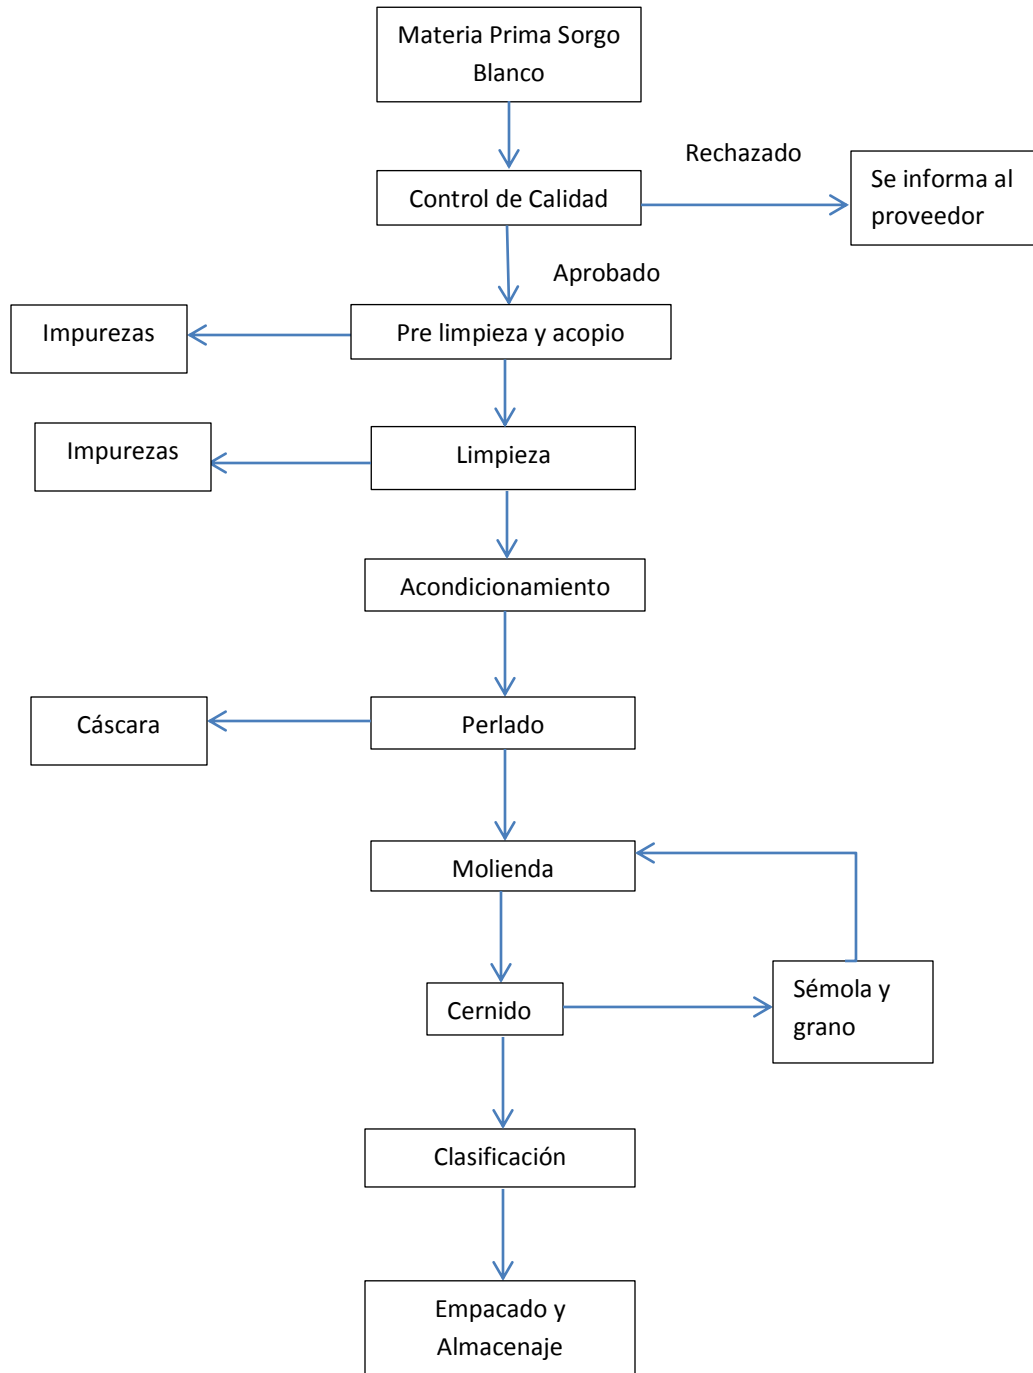 Materia Prima Sorgo
Blanco
Rechazado
Se informa al
proveedor
Control de Calidad
Aprobado
Impurezas
Pre limpieza y acopio
Impurezas
Limpieza
Acondicionamiento
Cáscara
Perlado
Molienda
Sémola y
grano
Cernido
Clasificación
Empacado y
Almacenaje